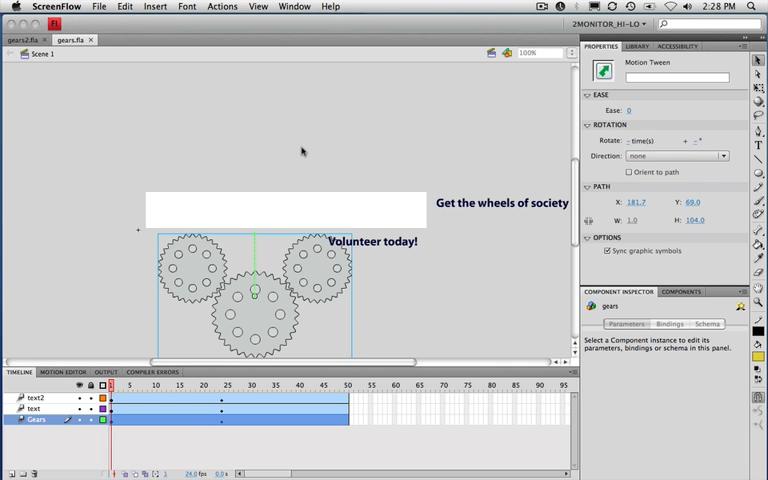 ScreenFlow File Edit Insert Font Actions View Window Help 2:28 PM
Fl 2MONITOR_HI-LO
gears2.fla gears.fla
Scene 1 100%
PROPERTIES LIBRARY ACCESSIBILITY
Motion Tween
EASE
Ease: 0
ROTATION
Rotate: - time(s) + - °
Direction: none
Orient to path
PATH
X: 181.7 Y: 69.0
W: 1.0 H: 104.0
OPTIONS
Sync graphic symbols
Get the wheels of society
Volunteer today!
COMPONENT INSPECTOR COMPONENTS
gears
Parameters Bindings Schema
Select a Component instance to edit its
parameters, bindings or schema in this panel.
TIMELINE MOTION EDITOR OUTPUT COMPILER ERRORS
1 5 10 15 20 25 30 35 40 45 50 55 60 65 70 75 80 85 90 95
text2
text
Gears
1 24.0 fps 0.0 s